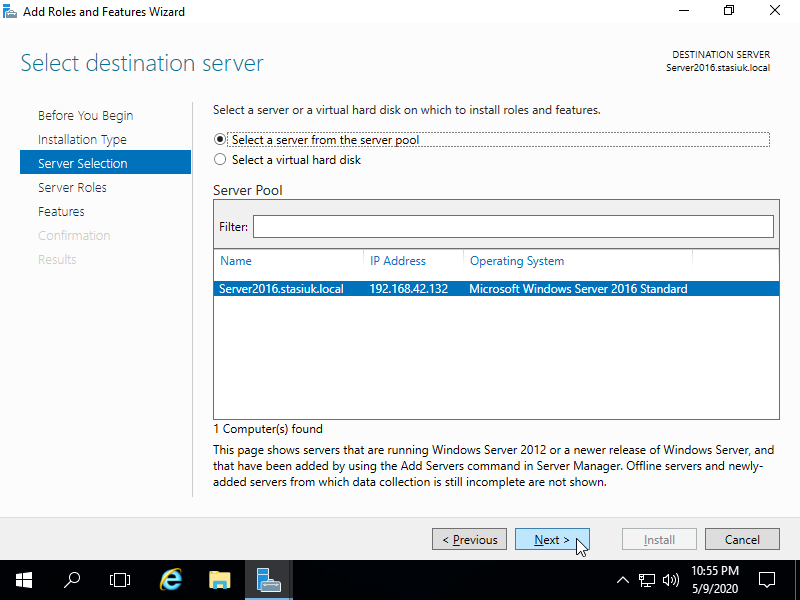 Add Roles and Features Wizard
Select destination server
DESTINATION SERVER
Server2016.stasiuk.local
Before You Begin
Installation Type
Server Selection
Server Roles
Features
Confirmation
Results
Select a server or a virtual hard disk on which to install roles and features.
Select a server from the server pool
Select a virtual hard disk
Server Pool
Filter:
Name IP Address Operating System
Server2016.stasiuk.local 192.168.42.132 Microsoft Windows Server 2016 Standard
1 Computer(s) found
This page shows servers that are running Windows Server 2012 or a newer release of Windows Server, and
that have been added by using the Add Servers command in Server Manager. Offline servers and newly-
added servers from which data collection is still incomplete are not shown.
< Previous Next > Install Cancel
10:55 PM
5/9/2020